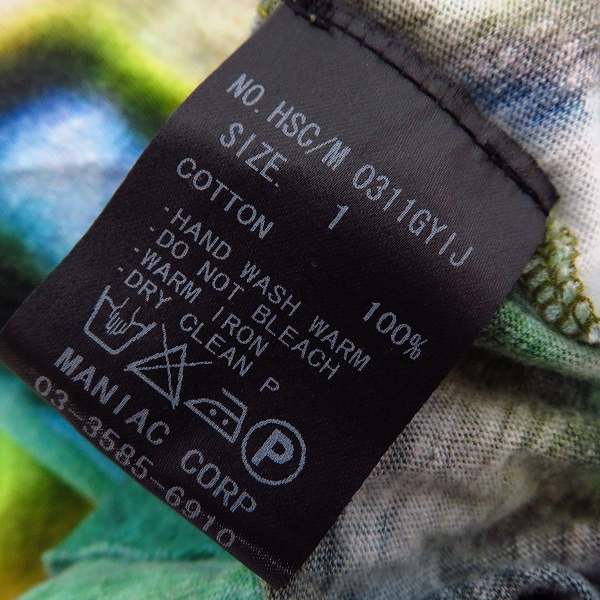 NO. HSC/M 0311GYIJ
SIZE. 1
COTTON 100%
-HAND WASH WARM
-DO NOT BLEACH
-WARM IRON
-DRY CLEAN P
P
MANIAC CORP
03-3585-6910